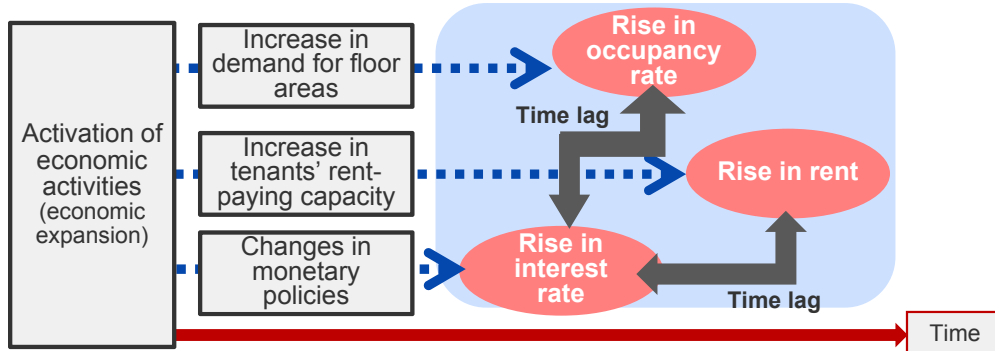 Activation of
economic
activities
(economic
expansion)
Increase in
demand for floor
areas
Increase in
tenants' rent-
paying capacity
Changes in
monetary
policies
Rise in
occupancy
rate
Time lag
Rise in rent
Rise in
interest
rate
Time lag
Time